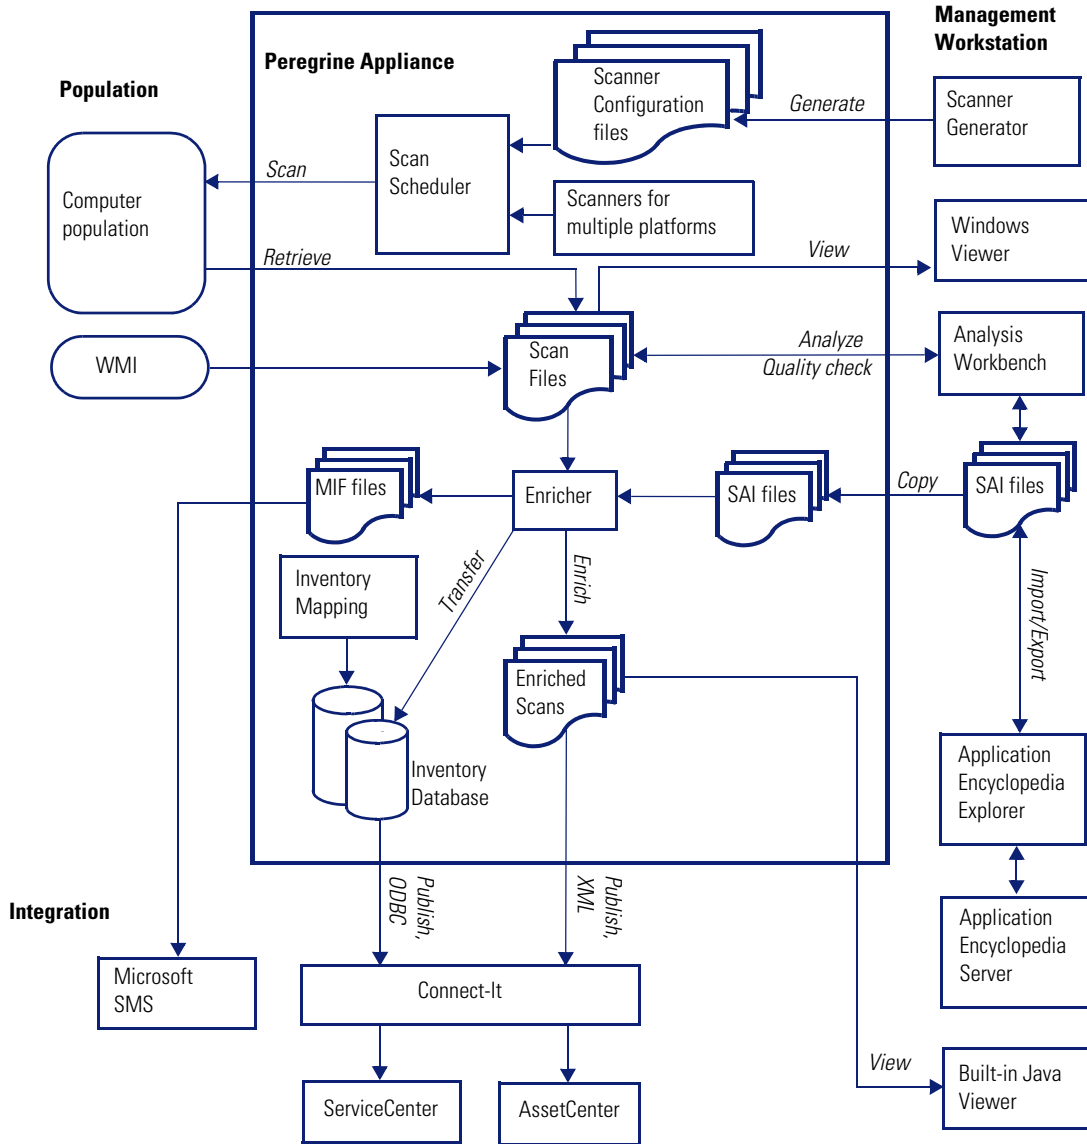 Management
Workstation
Peregrine Appliance
Population
Scanner
Configuration
files
Generate
Scanner
Generator
Scan
Scan
Scheduler
Computer
population
Scanners for
multiple platforms
Windows
Viewer
View
Retrieve
WMI
Scan
Files
Analyze
Quality check
Analysis
Workbench
MIF files
Enricher
SAI files
Copy
SAI files
Inventory
Mapping
Transfer
Enrich
Import/Export
Enriched
Scans
Inventory
Database
Application
Encyclopedia
Explorer
Publish,
ODBC
Publish,
XML
Integration
Application
Encyclopedia
Server
Microsoft
SMS
Connect-It
View
Built-in Java
Viewer
ServiceCenter
AssetCenter